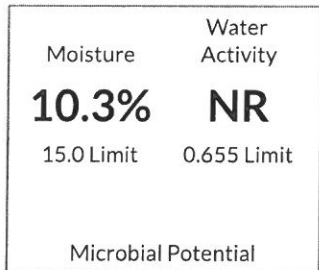 Moisture
Water Activity
10.3%
NR
15.0 Limit
0.655 Limit
Microbial Potential